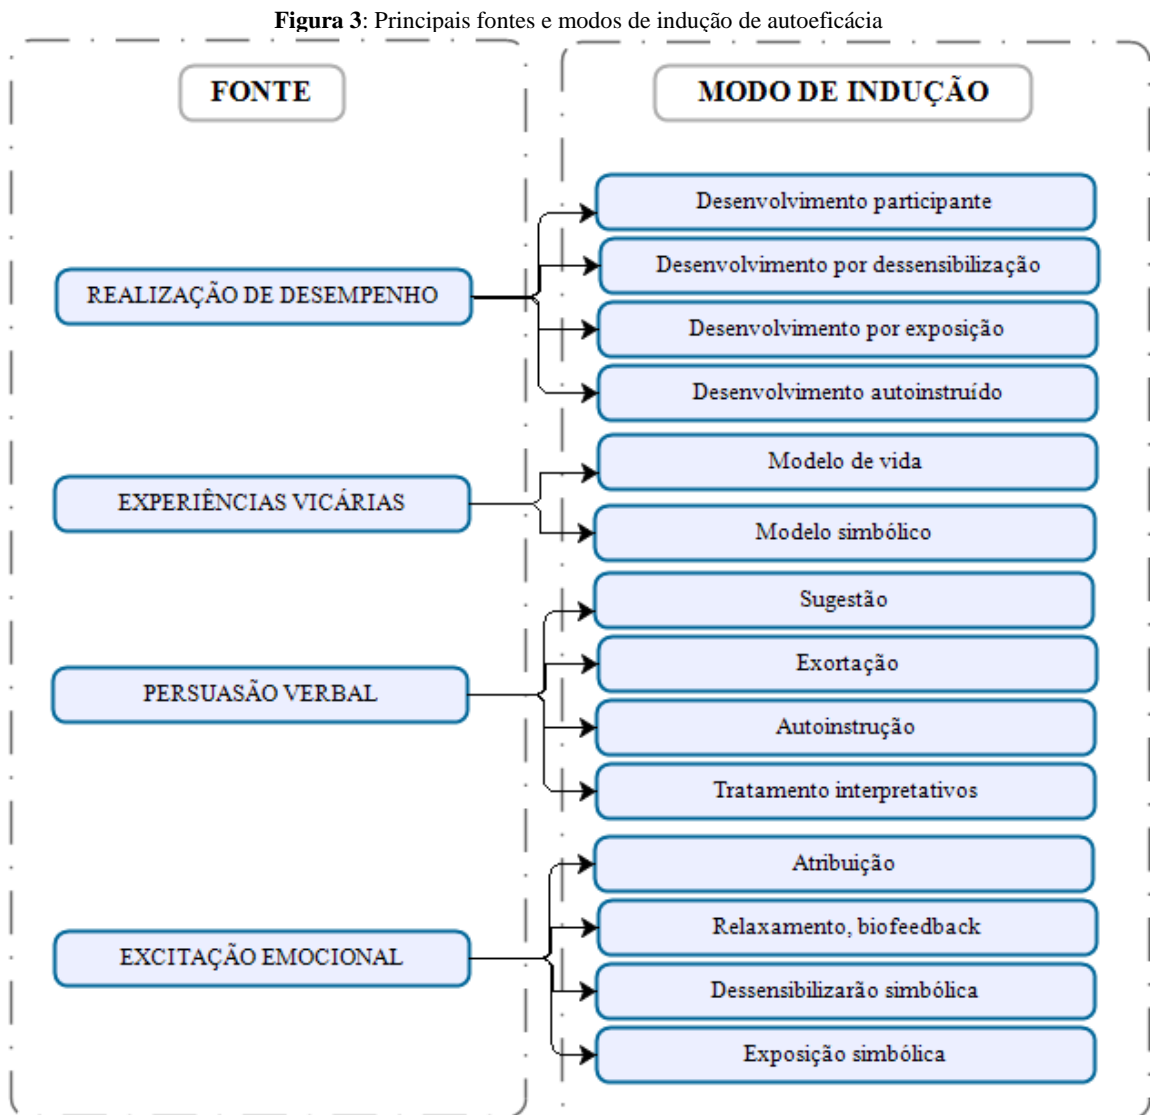 Figura 3: Principais fontes e modos de indução de autoeficácia
FONTE
MODO DE INDUÇÃO
REALIZAÇÃO DE DESEMPENHO
Desenvolvimento participante
Desenvolvimento por dessensibilização
Desenvolvimento por exposição
Desenvolvimento autoinstruído
EXPERIÊNCIAS VICÁRIAS
Modelo de vida
Modelo simbólico
PERSUASÃO VERBAL
Sugestão
Exortação
Autoinstrução
Tratamento interpretativos
EXCITAÇÃO EMOCIONAL
Atribuição
Relaxamento, biofeedback
Dessensibilizarão simbólica
Exposição simbólica